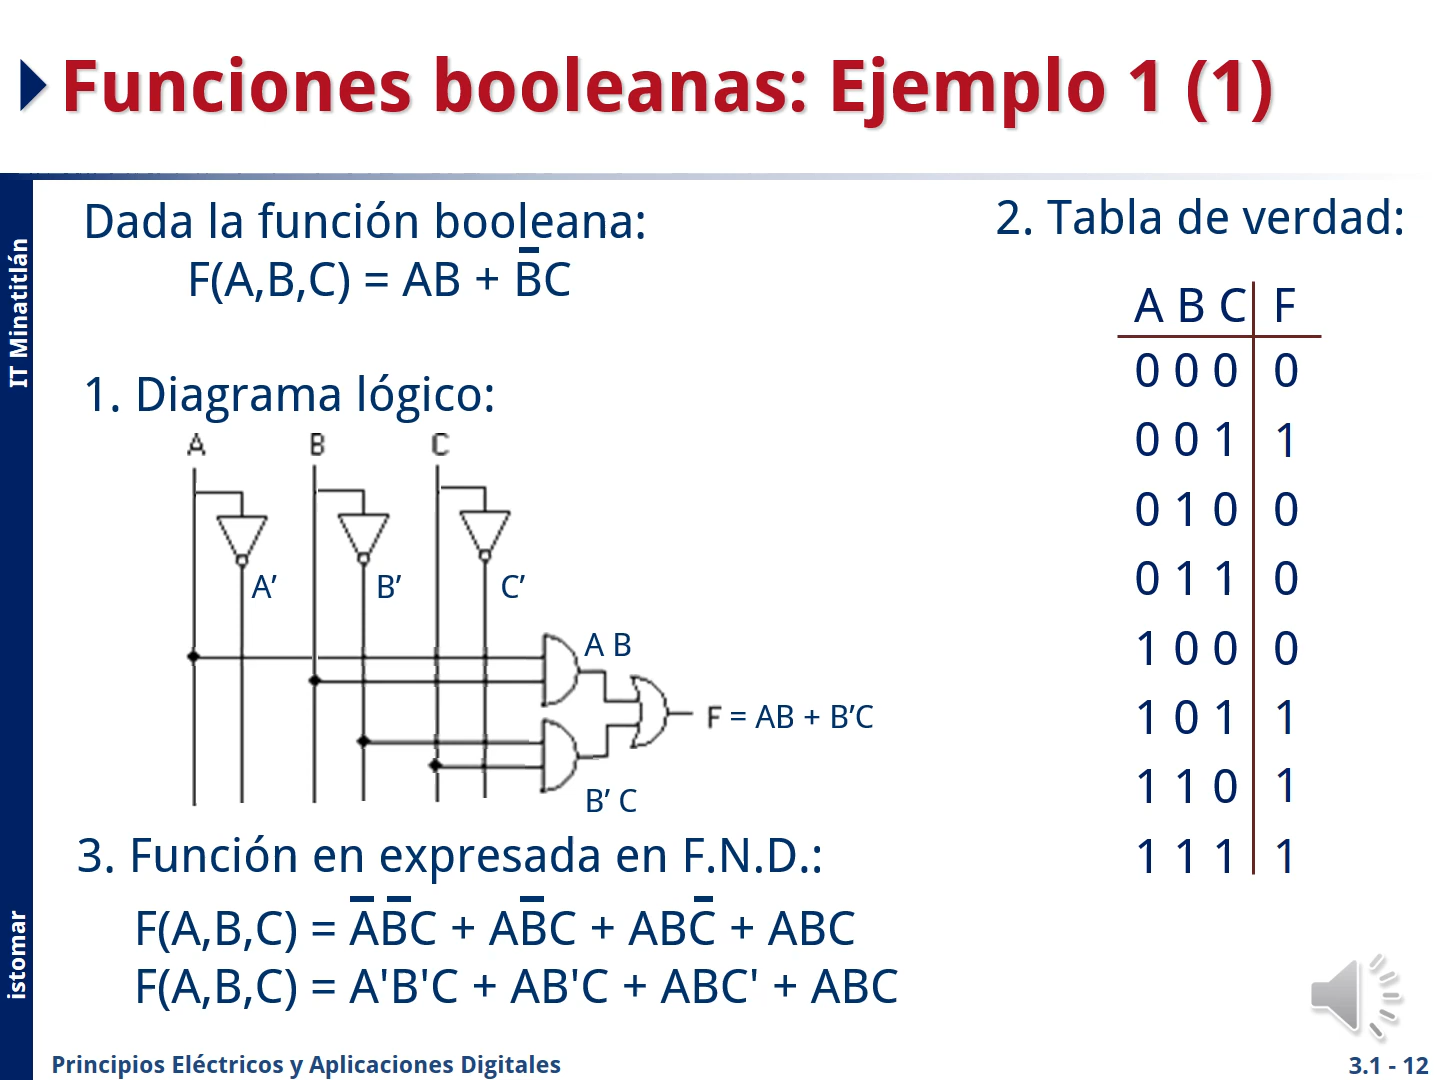 Funciones booleanas: Ejemplo 1 (1)
IT Minatitlán
istomar
Dada la función booleana:
F(A,B,C) = AB + B̅C
1. Diagrama lógico:
A B C
A’ B’ C’
A B
F = AB + B’C
B’ C
2. Tabla de verdad:
A B C F
0 0 0 0
0 0 1 1
0 1 0 0
0 1 1 0
1 0 0 0
1 0 1 1
1 1 0 1
1 1 1 1
3. Función en expresada en F.N.D.:
F(A,B,C) = A̅B̅C + AB̅C + ABC̅ + ABC
F(A,B,C) = A'B'C + AB'C + ABC' + ABC
Principios Eléctricos y Aplicaciones Digitales
3.1 - 12